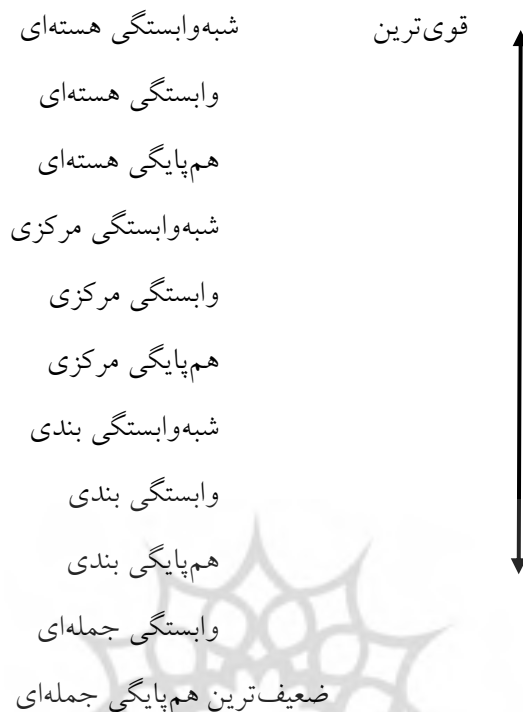 قوی‌ترین شبه‌وابستگی هسته‌ای
وابستگی هسته‌ای
هم‌پایگی هسته‌ای
شبه‌وابستگی مرکزی
وابستگی مرکزی
هم‌پایگی مرکزی
شبه‌وابستگی بندی
وابستگی بندی
هم‌پایگی بندی
وابستگی جمله‌ای
ضعیف‌ترین هم‌پایگی جمله‌ای